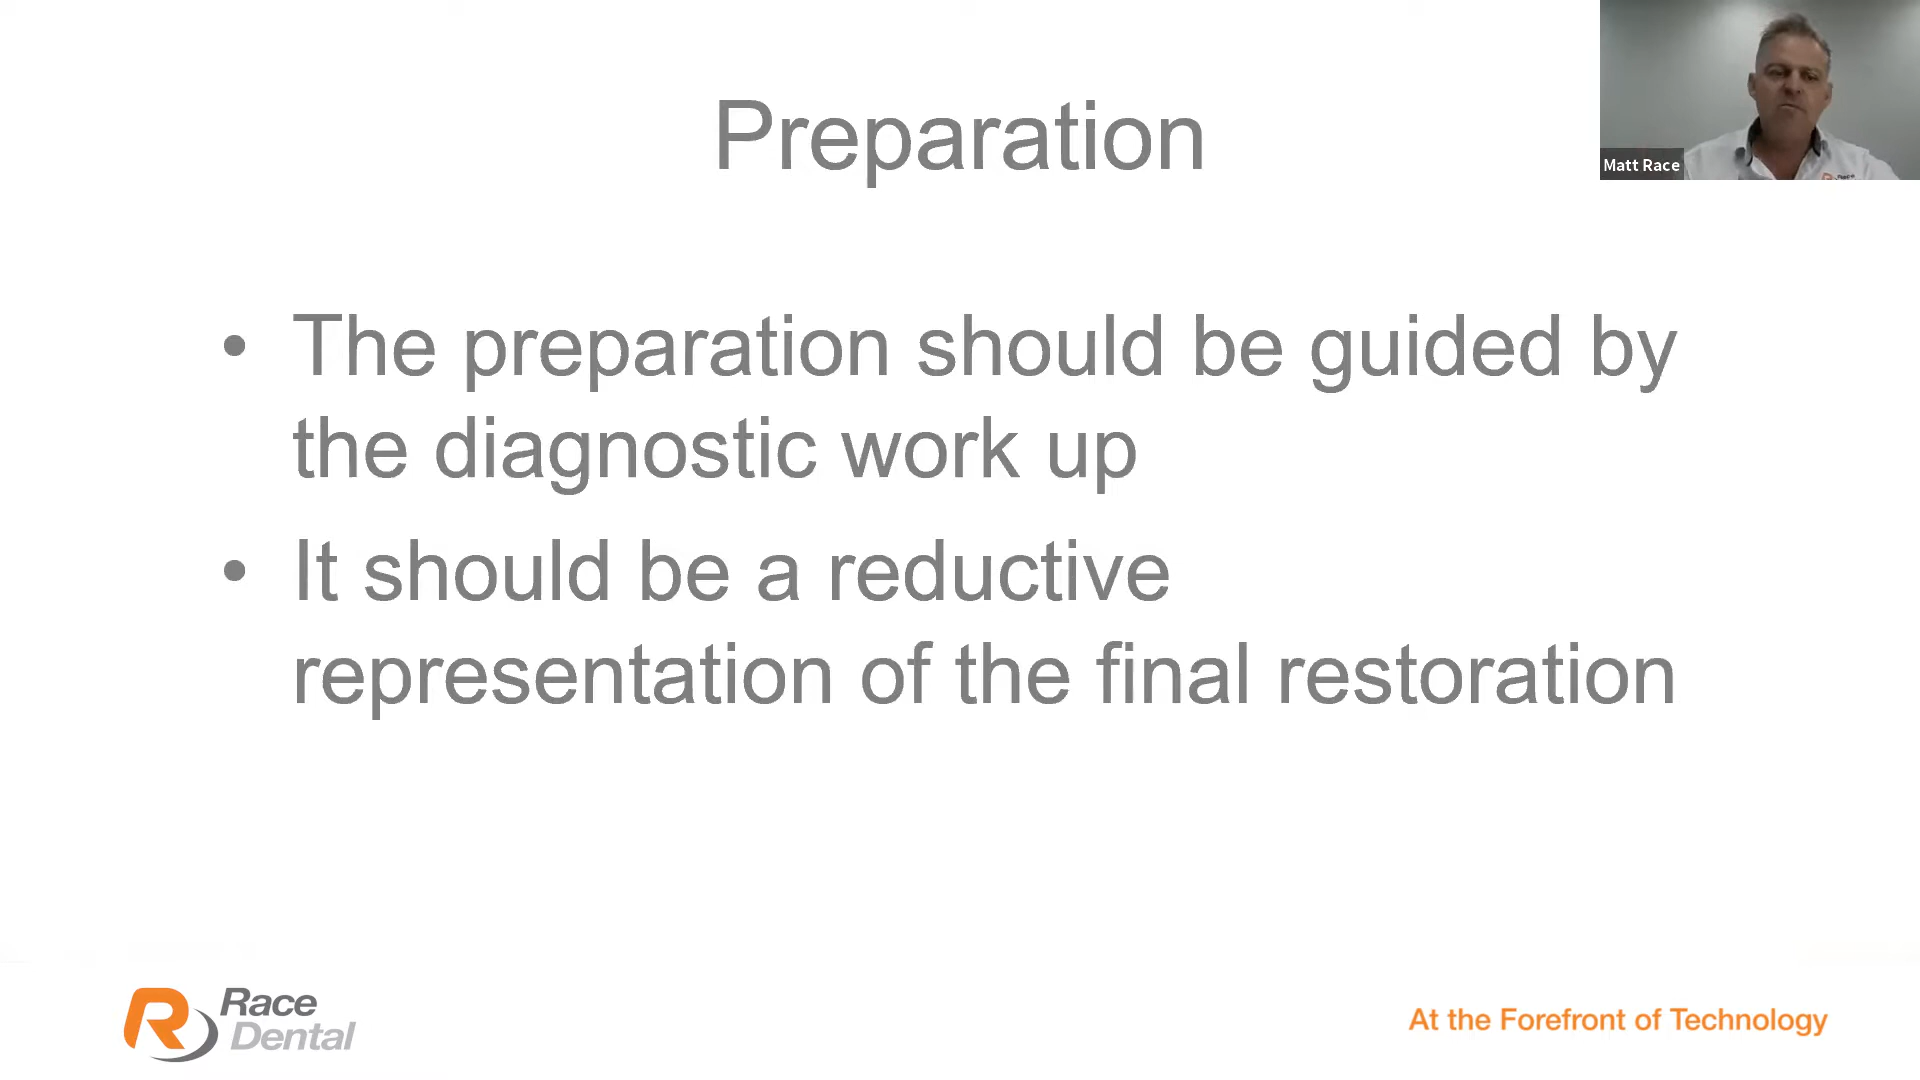 Preparation
Matt Race
• The preparation should be guided by
the diagnostic work up
• It should be a reductive
representation of the final restoration
Race
Dental
At the Forefront of Technology